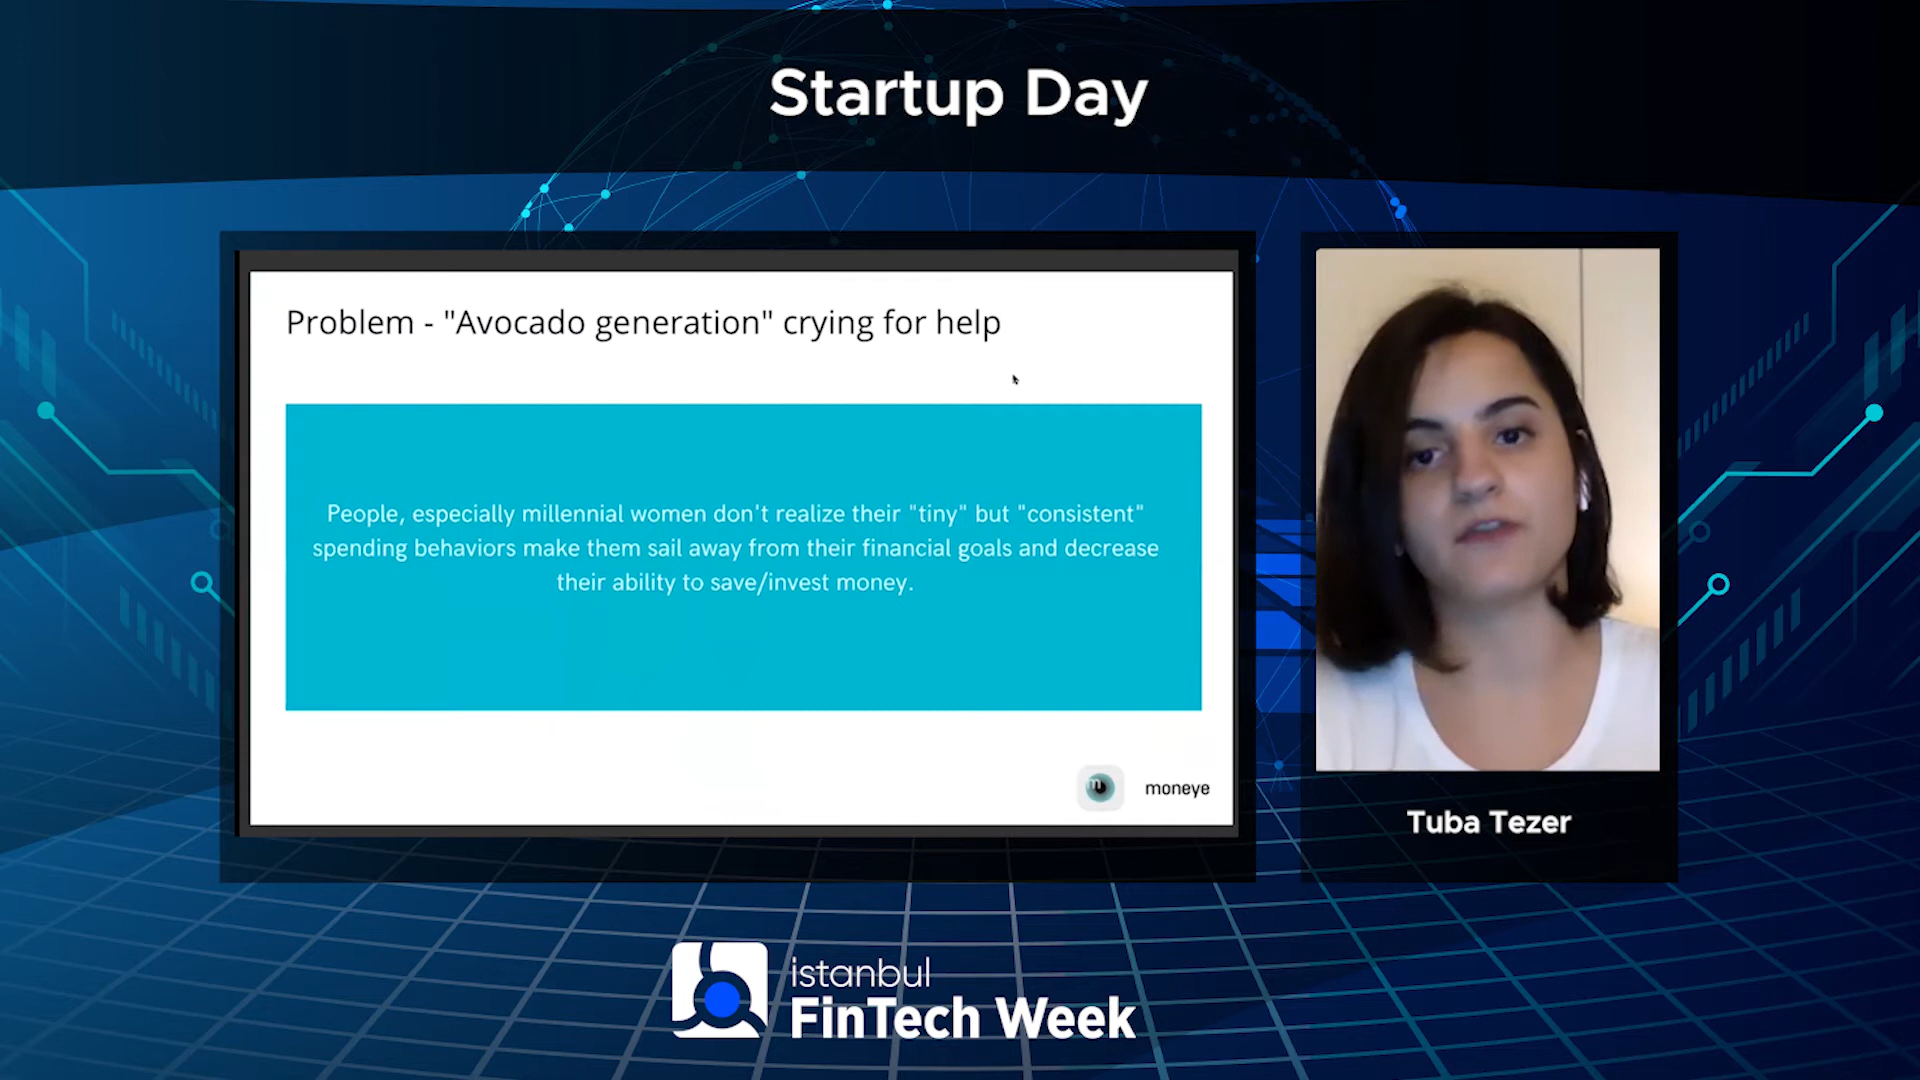 Startup Day
Problem - "Avocado generation" crying for help
People, especially millennial women don't realize their "tiny" but "consistent"
spending behaviors make them sail away from their financial goals and decrease
their ability to save/invest money.
m
moneye
Tuba Tezer
istanbul
FinTech Week